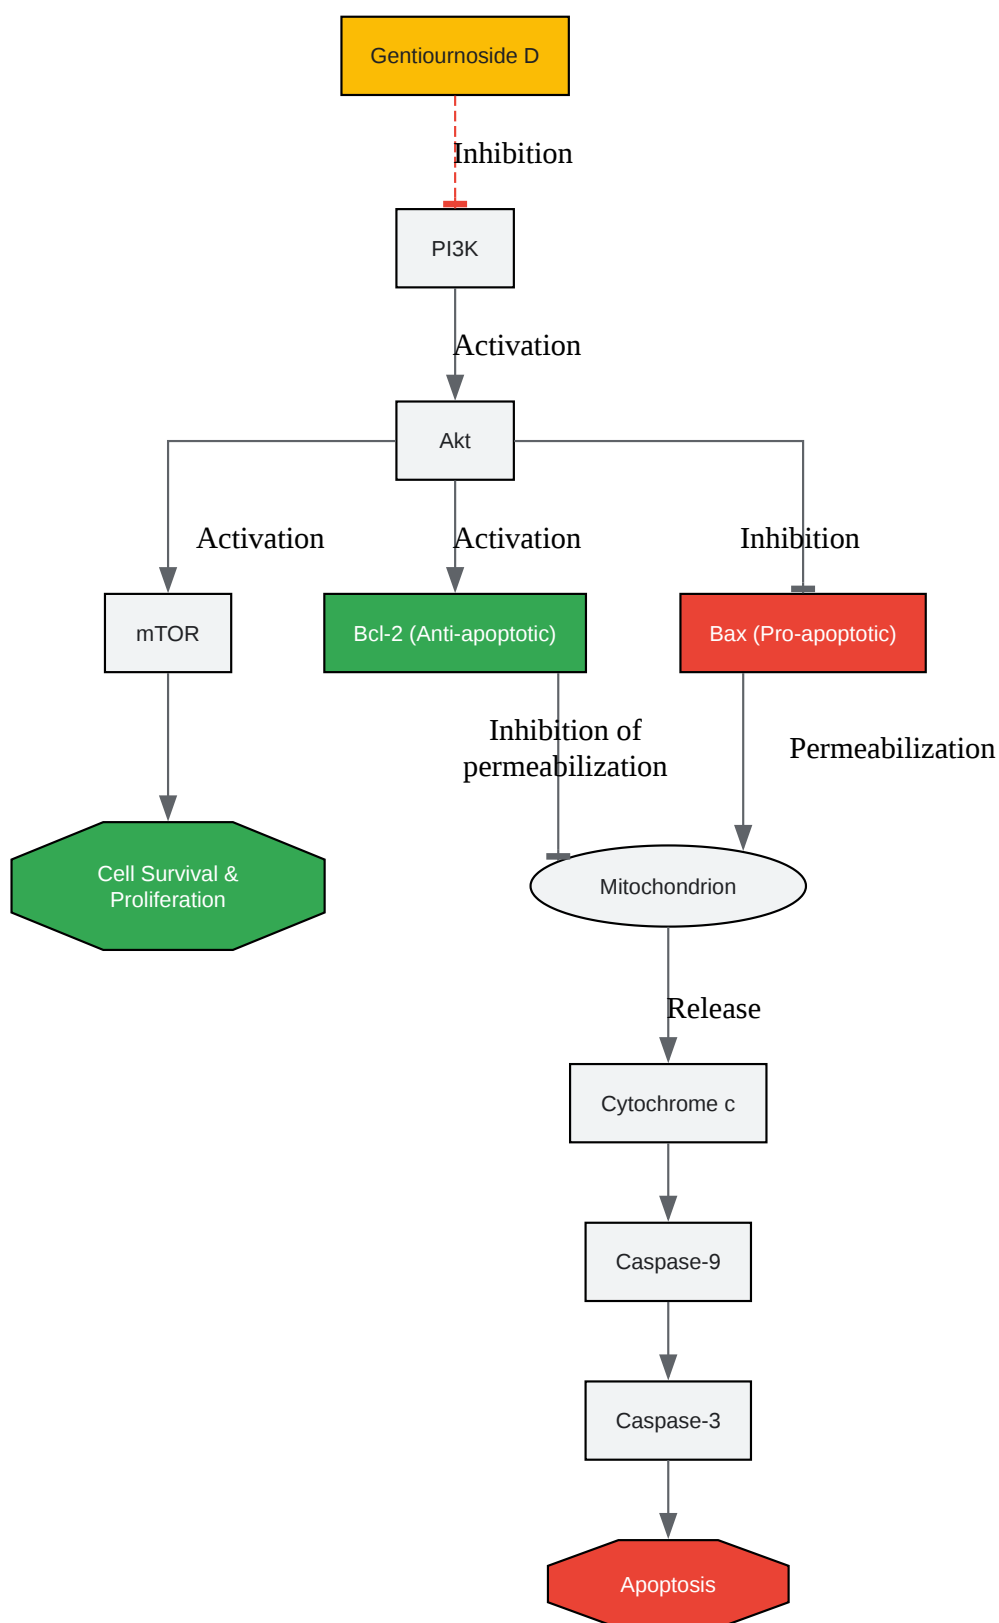 Gentiournoside D
Inhibition
PI3K
Activation
Akt
Activation
Activation
Inhibition
mTOR
Bcl-2 (Anti-apoptotic)
Bax (Pro-apoptotic)
Inhibition of
permeabilization
Permeabilization
Cell Survival &
Proliferation
Mitochondrion
Release
Cytochrome c
Caspase-9
Caspase-3
Apoptosis